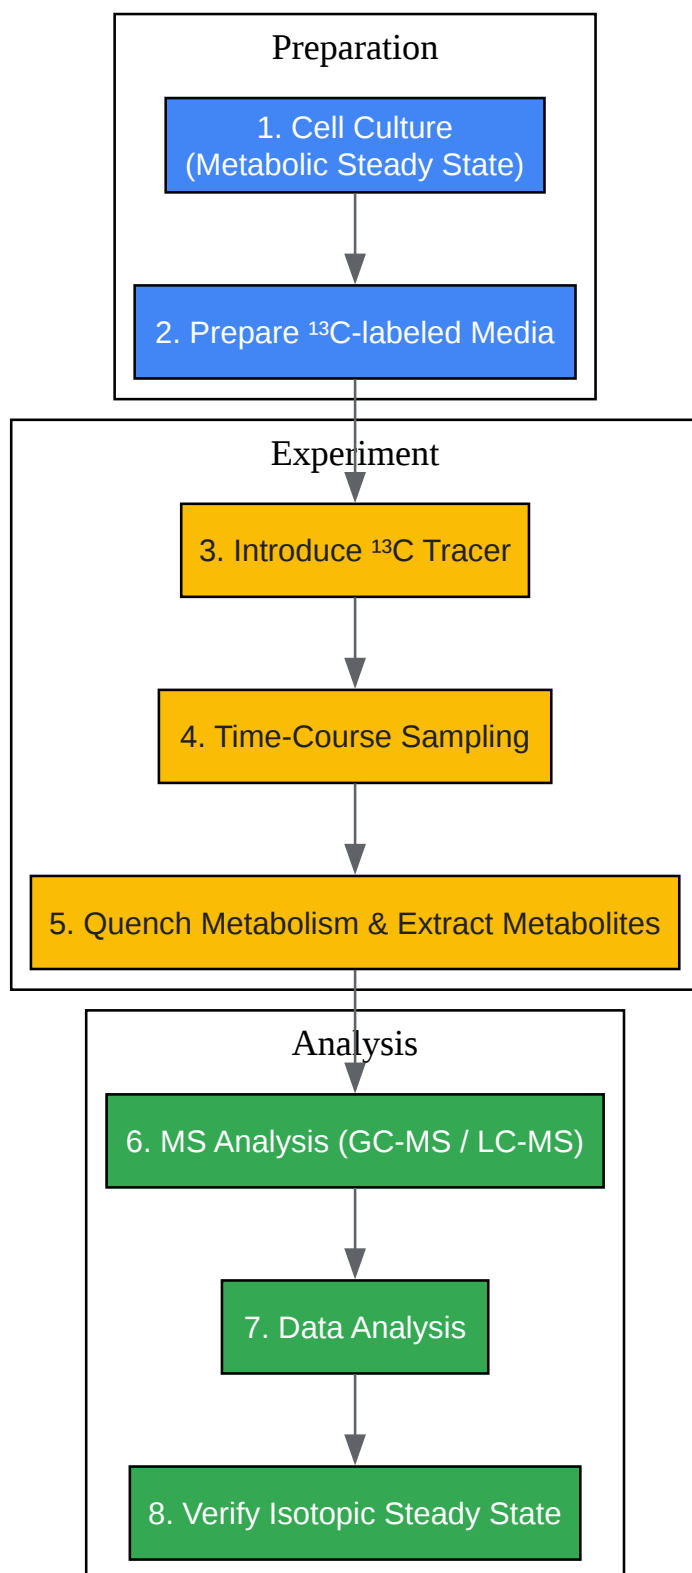 Preparation
1. Cell Culture
(Metabolic Steady State)
2. Prepare ¹³C-labeled Media
Experiment
3. Introduce ¹³C Tracer
4. Time-Course Sampling
5. Quench Metabolism & Extract Metabolites
Analysis
6. MS Analysis (GC-MS / LC-MS)
7. Data Analysis
8. Verify Isotopic Steady State